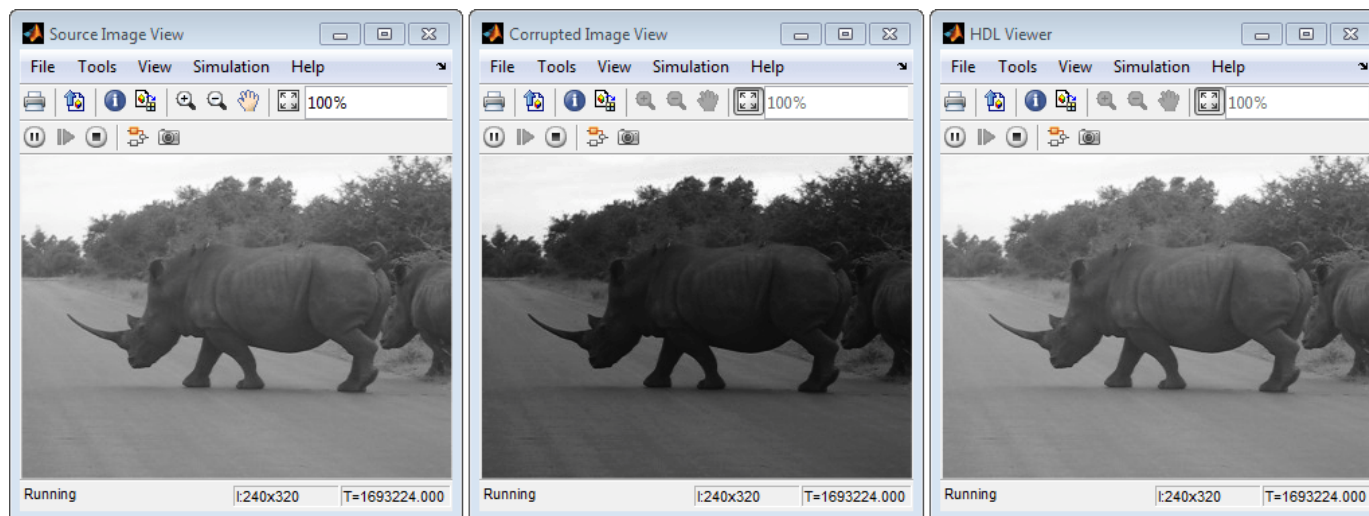 Source Image View
File Tools View Simulation Help
100%
Running I:240x320 T=1693224.000
Corrupted Image View
File Tools View Simulation Help
100%
Running I:240x320 T=1693224.000
HDL Viewer
File Tools View Simulation Help
100%
Running I:240x320 T=1693224.000